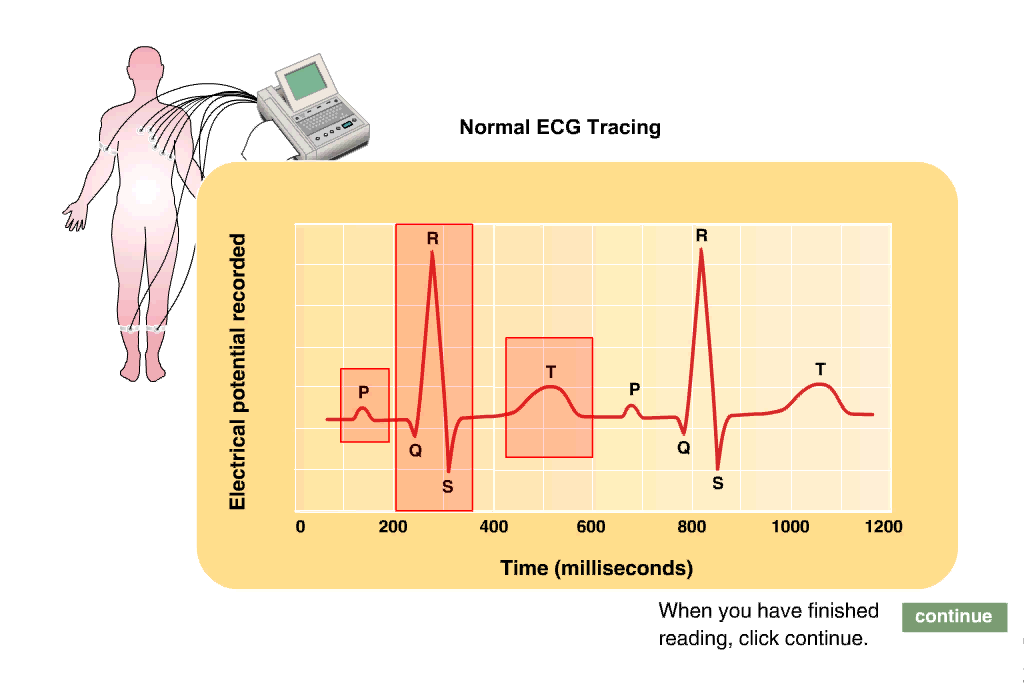 Normal ECG Tracing
Electrical potential recorded
R
R
P
T
P
T
Q
Q
S
S
0 200 400 600 800 1000 1200
Time (milliseconds)
When you have finished
reading, click continue.
continue